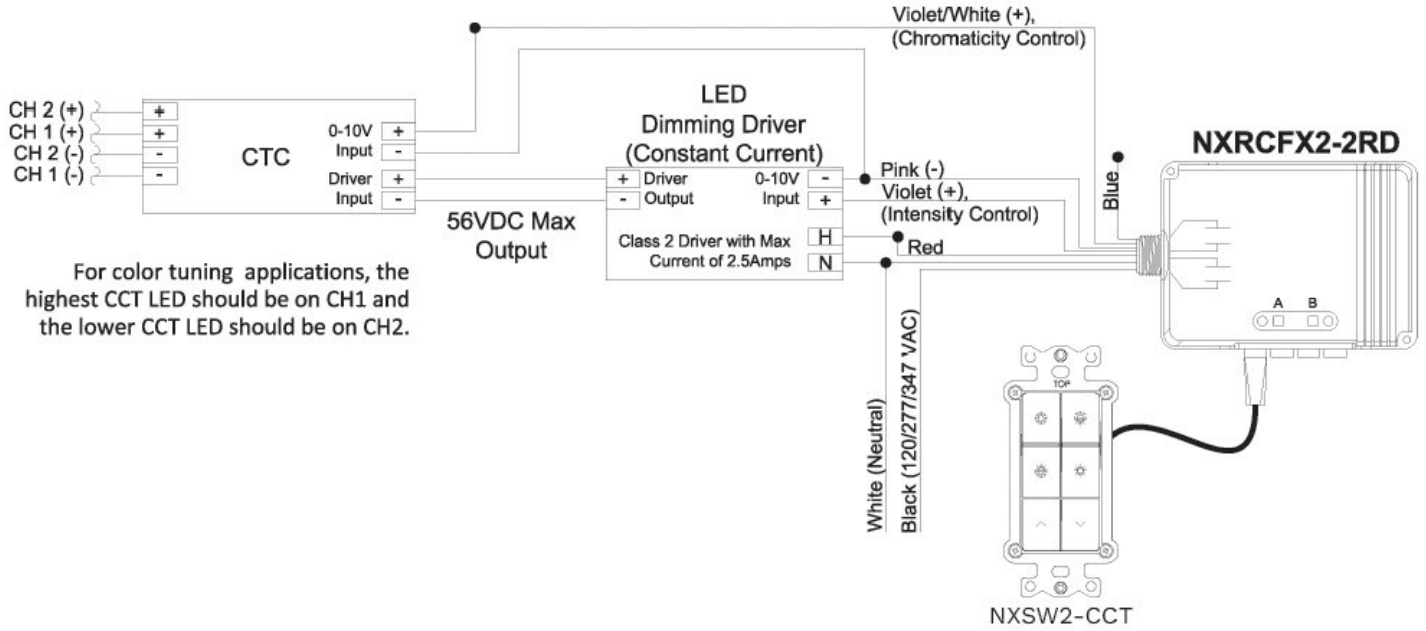 Violet/White (+),
(Chromaticity Control)
CH 2 (+)
CH 1 (+)
CH 2 (-)
CH 1 (-)
+
+
-
-
CTC
0-10V +
Input -
Driver +
Input -
56VDC Max
Output
LED
Dimming Driver
(Constant Current)
+ Driver
- Output
0-10V -
Input +
Class 2 Driver with Max
Current of 2.5Amps
H
N
Pink (-)
Violet (+),
(Intensity Control)
Red
Blue
White (Neutral)
Black (120/277/347 VAC)
NXRCFX2-2RD
A B
TOP
NXSW2-CCT
For color tuning applications, the
highest CCT LED should be on CH1 and
the lower CCT LED should be on CH2.